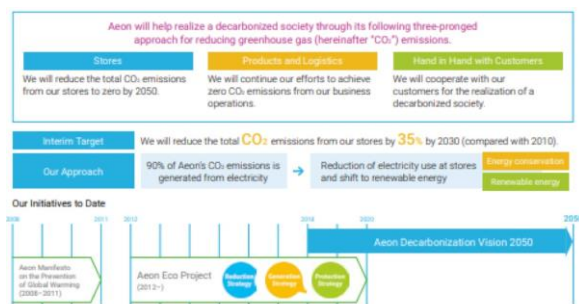 Aeon will help realize a decarbonized society through its following three-pronged
approach for reducing greenhouse gas (hereinafter "CO₂") emissions.
Stores
We will reduce the total CO₂ emissions
from our stores to zero by 2050.
Products and Logistics
We will continue our efforts to achieve
zero CO₂ emissions from our business
operations.
Hand in Hand with Customers
We will cooperate with our
customers for the realization of a
decarbonized society.
Interim Target
We will reduce the total CO₂ emissions from our stores by 35% by 2030 (compared with 2010).
Our Approach
90% of Aeon's CO₂ emissions is
generated from electricity
Reduction of electricity use at stores
and shift to renewable energy
Energy conservation
Renewable energy
Our Initiatives to Date
2008 2011 2012 2018 2020 2050
Aeon Decarbonization Vision 2050
Aeon Manifesto
on the Prevention
of Global Warming
(2008–2011)
Aeon Eco Project
(2012–)
Reduction
Strategy
Generation
Strategy
Protection
Strategy